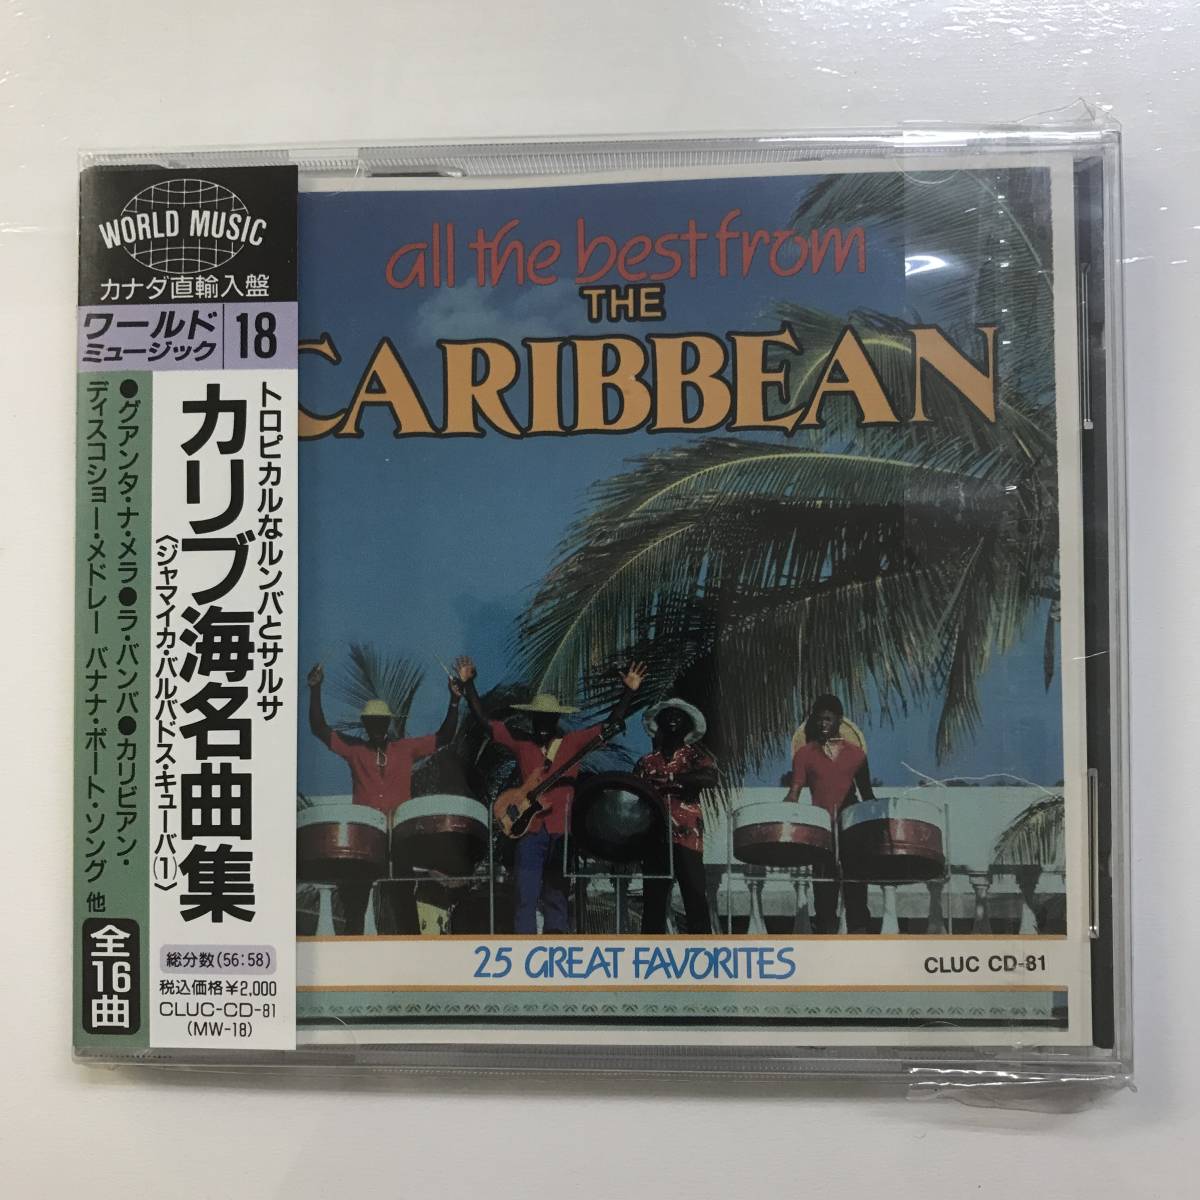 WORLD MUSIC
カナダ直輸入盤
ワールド
ミュージック
18
トロピカルなルンバとサルサ
カリブ海名曲集
〈ジャマイカ・バルバドス・キューバ(1)〉
●グアンタ・ナ・メラ●ラ・バンバ●カリビアン・
ディスコショー・メドレー バナナ・ボート・ソング 他
全16曲
総分数(56:58)
税込価格¥2,000
CLUC-CD-81
(MW-18)
all the best from
THE
CARIBBEAN
25 GREAT FAVORITES
CLUC CD-81